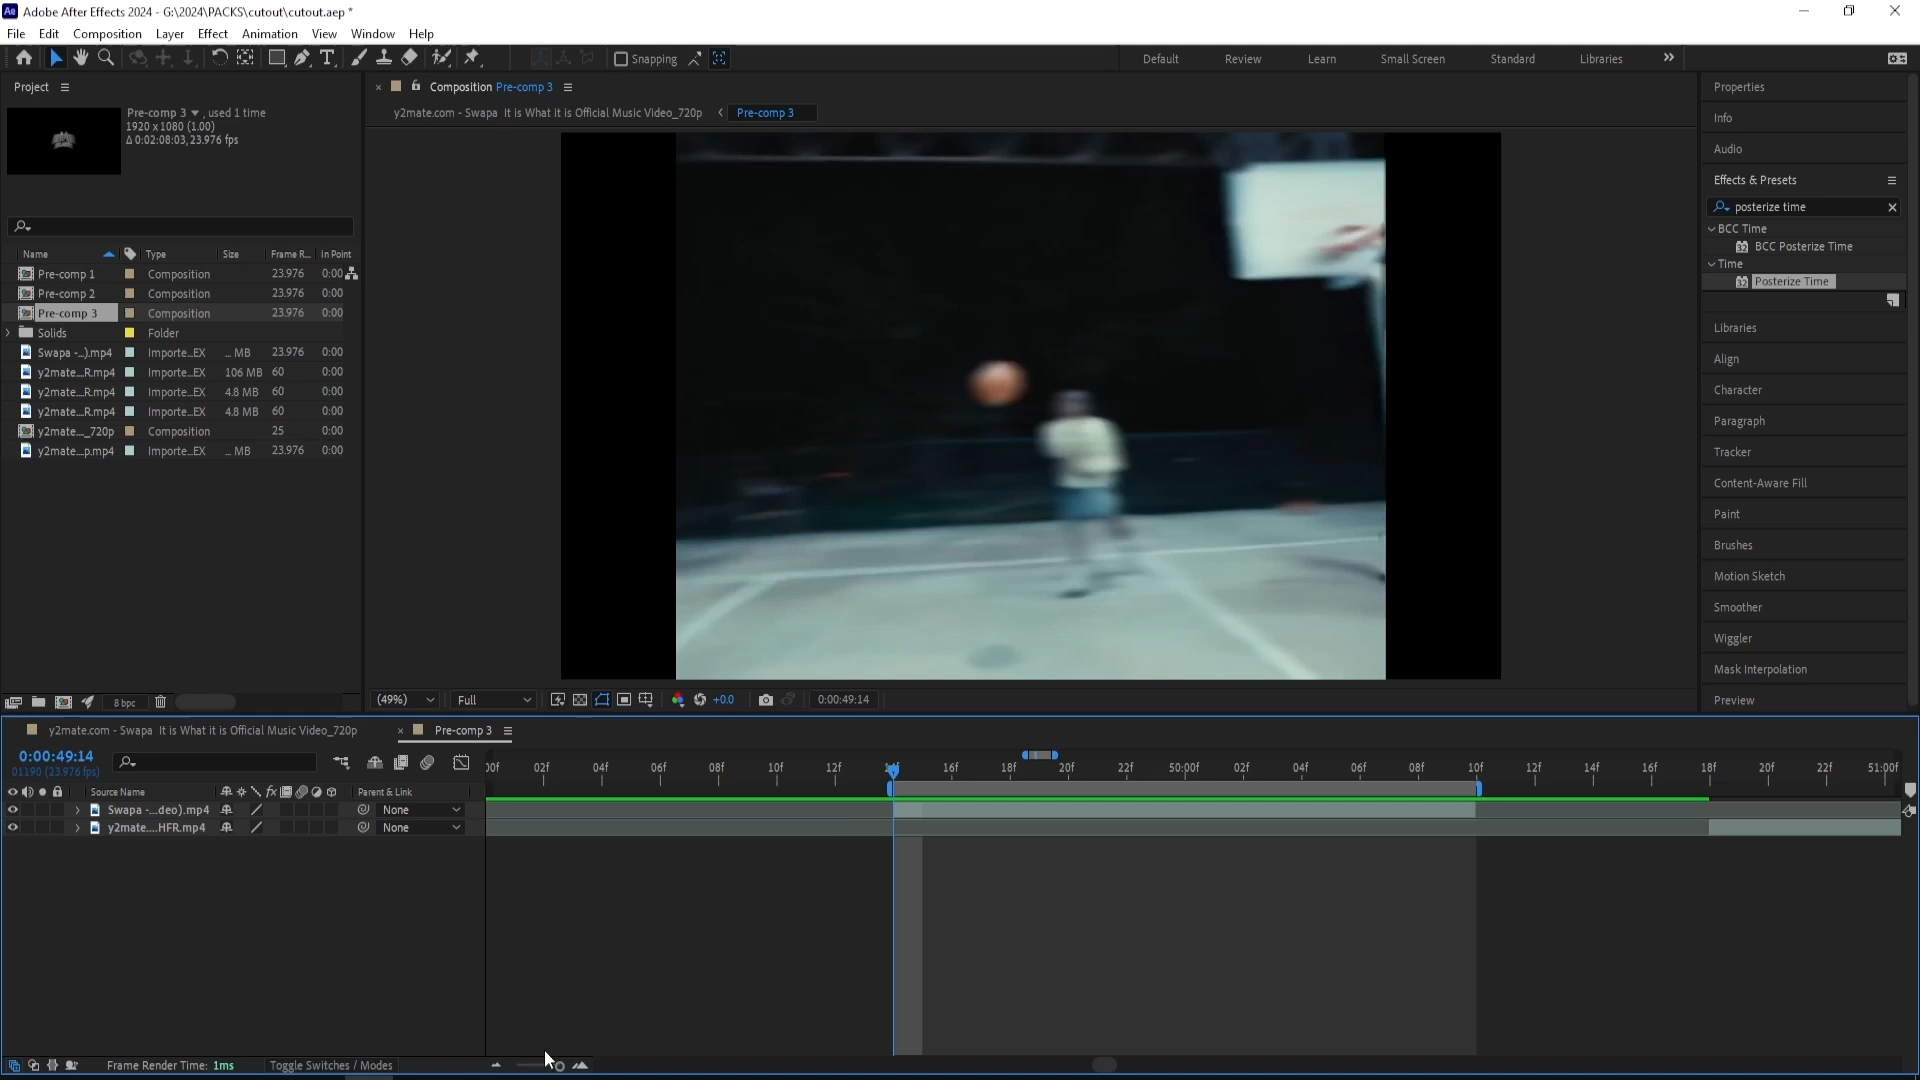 Adobe After Effects 2024 - G:\2024\PACKS\cutout\cutout.aep *
File Edit Composition Layer Effect Animation View Window Help
Snapping
Default Review Learn Small Screen Standard Libraries
Project
Pre-comp 3 , used 1 time
1920 x 1080 (1.00)
Δ 0:02:08:03, 23.976 fps
Name Type Size Frame R... In Point
Pre-comp 1 Composition 23.976 0:00
Pre-comp 2 Composition 23.976 0:00
Pre-comp 3 Composition 23.976 0:00
Solids Folder
Swapa -...).mp4 Importe...EX ... MB 23.976 0:00
y2mate....R.mp4 Importe...EX 106 MB 60 0:00
y2mate....R.mp4 Importe...EX 4.8 MB 60 0:00
y2mate....R.mp4 Importe...EX 4.8 MB 60 0:00
y2mate...._720p Composition 25 0:00
y2mate...p.mp4 Importe...EX ... MB 23.976 0:00
8 bpc
Composition Pre-comp 3
y2mate.com - Swapa It is What it is Official Music Video_720p Pre-comp 3
(49%) Full +0.0 0:00:49:14
Properties
Info
Audio
Effects & Presets
posterize time
BCC Time
BCC Posterize Time
Time
Posterize Time
Libraries
Align
Character
Paragraph
Tracker
Content-Aware Fill
Paint
Brushes
Motion Sketch
Smoother
Wiggler
Mask Interpolation
Preview
y2mate.com - Swapa It is What it is Official Music Video_720p Pre-comp 3
0:00:49:14
01190 (23.976 fps)
00f 02f 04f 06f 08f 10f 12f 14f 16f 18f 20f 22f 50:00f 02f 04f 06f 08f 10f 12f 14f 16f 18f 20f 22f 51:00f
Source Name fx Parent & Link
Swapa -...deo).mp4 None
y2mate....HFR.mp4 None
Frame Render Time: 1ms Toggle Switches / Modes